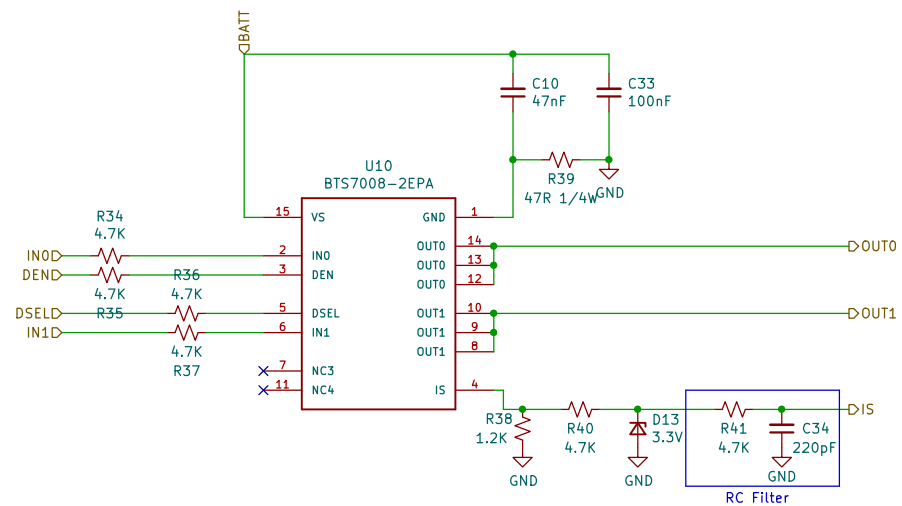 BATT
C10
47nF
C33
100nF
U10
BTS7008-2EPA
R39
47R 1/4W
GND
15
VS
GND
1
R34
4.7K
IN0
2
IN0
OUT0
14
OUT0
DEN
3
DEN
OUT0
13
4.7K
R36
OUT0
12
R35
4.7K
DSEL
5
DSEL
OUT1
10
OUT1
IN1
6
IN1
OUT1
9
4.7K
R37
OUT1
8
7
NC3
11
NC4
IS
4
R38
1.2K
GND
R40
4.7K
D13
3.3V
GND
R41
4.7K
C34
220pF
GND
IS
RC Filter